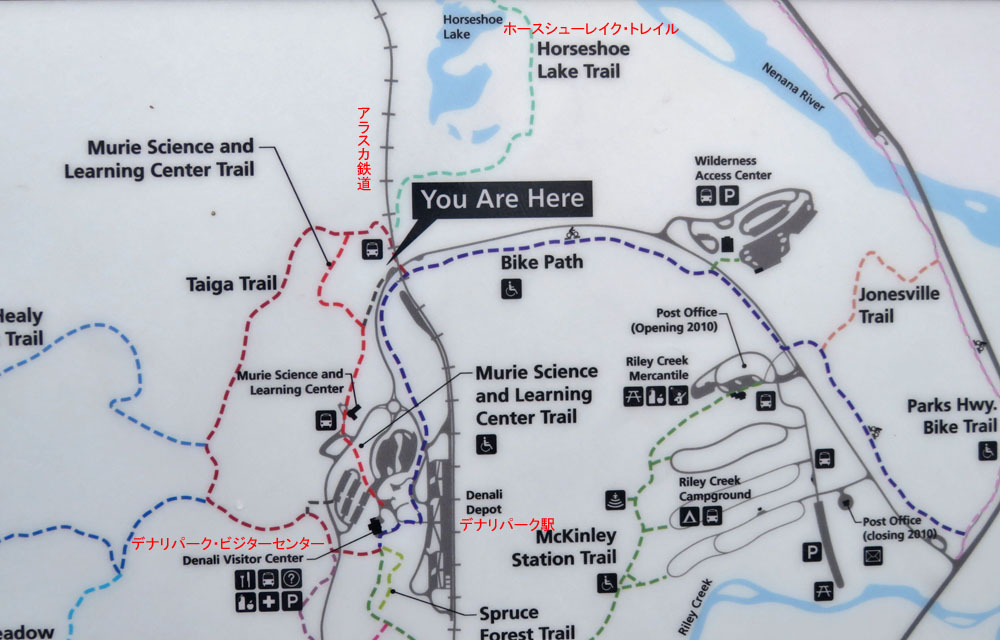 Horseshoe
Lake
ホースシューレイク・トレイル
Horseshoe
Lake Trail
Nenana River
アラスカ鉄道
Murie Science and
Learning Center Trail
Wilderness
Access Center
P
You Are Here
Taiga Trail
Bike Path
Jonesville
Trail
Healy
Trail
Post Office
(Opening 2010)
Riley Creek
Mercantile
Murie Science and
Learning Center
Murie Science
and Learning
Center Trail
Parks Hwy.
Bike Trail
Riley Creek
Campground
Denali
Depot
デナリパーク駅
McKinley
Station Trail
Post Office
(closing 2010)
P
デナリパーク・ビジターセンター
Denali Visitor Center
?
P
Riley Creek
Spruce
Forest Trail
eadow